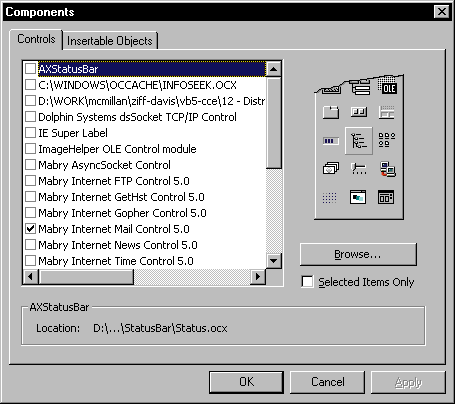 Components
Controls
Insertable Objects
AXStatusBar
C:\WINDOWS\OCCACHE\INFOSEEK.OCX
D:\WORK\mcmillan\ziff-davis\vb5-cce\12 - Distr
Dolphin Systems dsSocket TCP/IP Control
IE Super Label
ImageHelper OLE Control module
Mabry AsyncSocket Control
Mabry Internet FTP Control 5.0
Mabry Internet GetHst Control 5.0
Mabry Internet Gopher Control 5.0
Mabry Internet Mail Control 5.0
Mabry Internet News Control 5.0
Mabry Internet Time Control 5.0
OLE
Browse...
Selected Items Only
AXStatusBar
Location: D:\...\StatusBar\Status.ocx
OK
Cancel
Apply